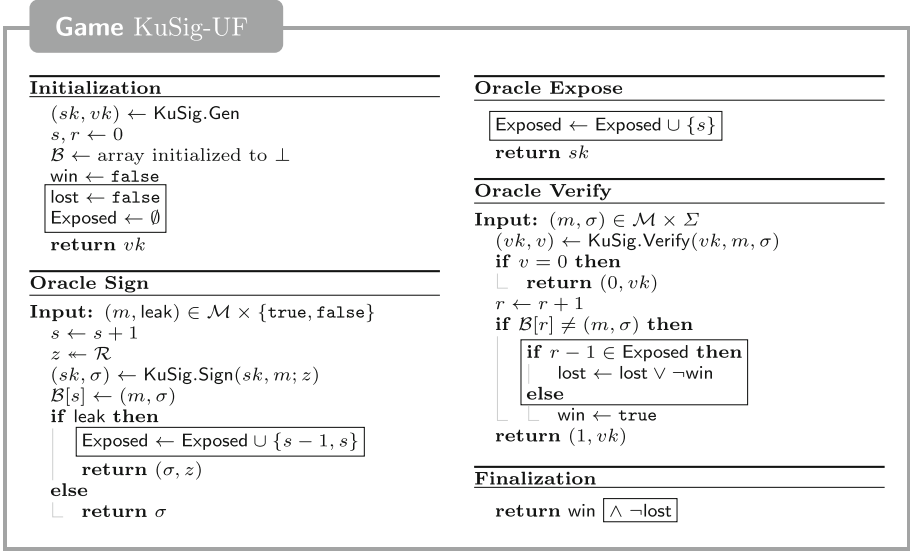 Game KuSig-UF
Initialization
(sk, vk) ← KuSig.Gen
s, r ← 0
𝓑 ← array initialized to ⊥
win ← false
lost ← false
Exposed ← ∅
return vk
Oracle Sign
Input: (m, leak) ∈ 𝓜 × {true, false}
s ← s + 1
z ↞ 𝓡
(sk, σ) ← KuSig.Sign(sk, m; z)
𝓑[s] ← (m, σ)
if leak then
Exposed ← Exposed ∪ {s − 1, s}
return (σ, z)
else
return σ
Oracle Expose
Exposed ← Exposed ∪ {s}
return sk
Oracle Verify
Input: (m, σ) ∈ 𝓜 × Σ
(vk, v) ← KuSig.Verify(vk, m, σ)
if v = 0 then
return (0, vk)
r ← r + 1
if 𝓑[r] ≠ (m, σ) then
if r − 1 ∈ Exposed then
lost ← lost ∨ ¬win
else
win ← true
return (1, vk)
Finalization
return win ∧ ¬lost